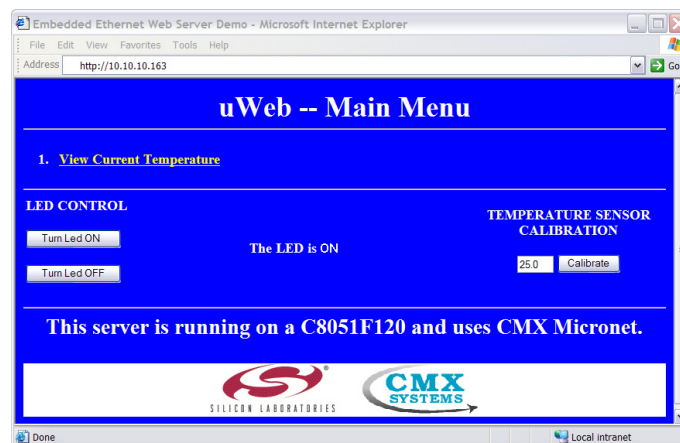 Embedded Ethernet Web Server Demo - Microsoft Internet Explorer
File Edit View Favorites Tools Help
Address http://10.10.10.163 Go
uWeb -- Main Menu
1. View Current Temperature
LED CONTROL
TEMPERATURE SENSOR
CALIBRATION
Turn Led ON
The LED is ON
25.0 Calibrate
Turn Led OFF
This server is running on a C8051F120 and uses CMX Micronet.
CMX
SYSTEMS
SILICON LABORATORIES
Done Local intranet